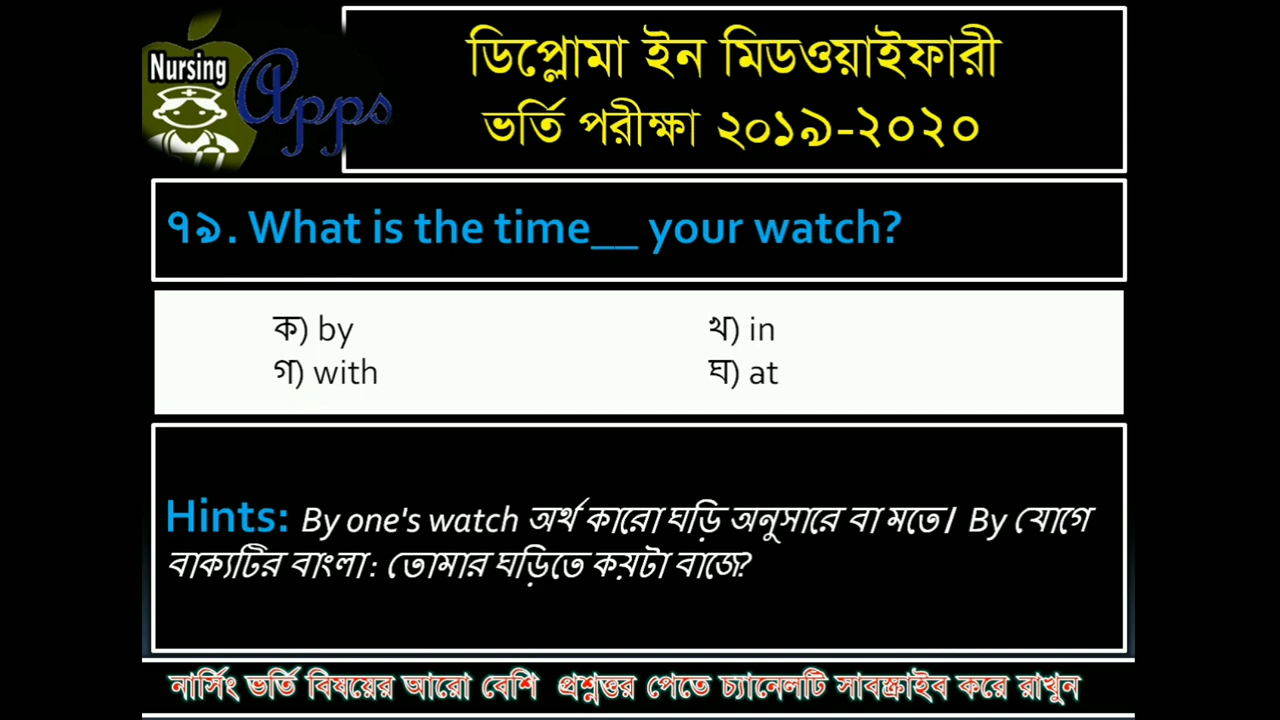 Nursing
Apps
ডিপ্লোমা ইন মিডওয়াইফারী
ভর্তি পরীক্ষা ২০১৯-২০২০
৭৯. What is the time__ your watch?
ক) by
খ) in
গ) with
ঘ) at
Hints: By one's watch অর্থ কারো ঘড়ি অনুসারে বা মতে। By যোগে
বাক্যটির বাংলা: তোমার ঘড়িতে কয়টা বাজে?
নার্সিং ভর্তি বিষয়ের আরো বেশি প্রশ্নত্তর পেতে চ্যানেলটি সাবস্ক্রাইব করে রাখুন